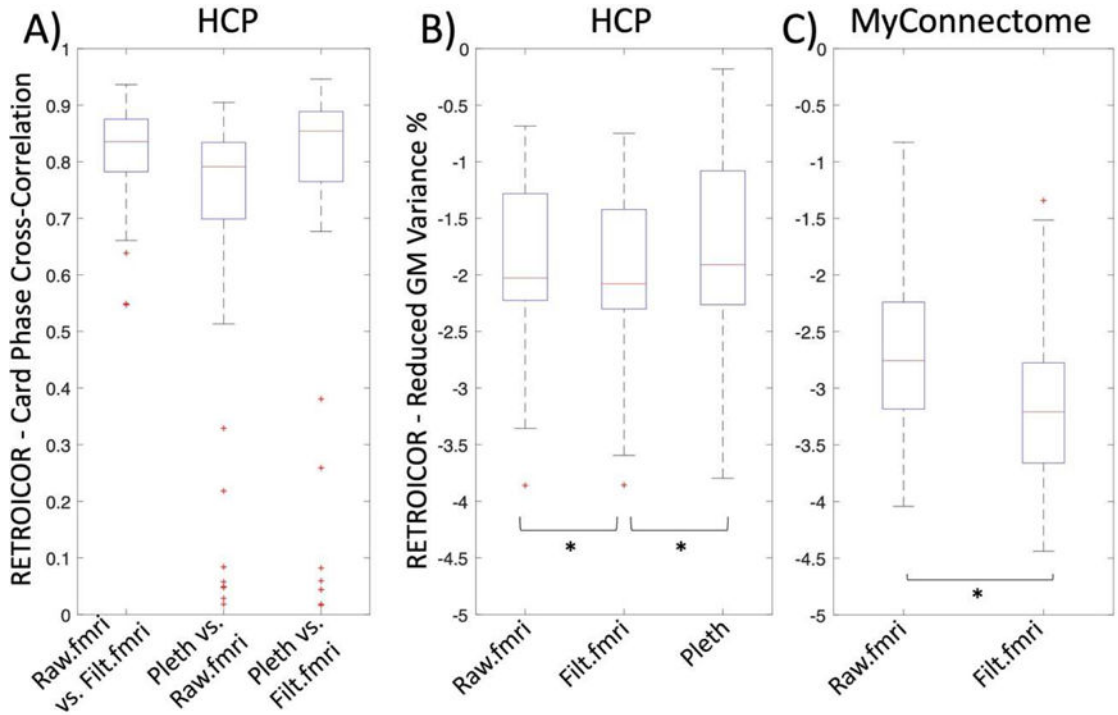 A) HCP
RETROICOR - Card Phase Cross-Correlation
1
0.9
0.8
0.7
0.6
0.5
0.4
0.3
0.2
0.1
0
Raw.fmri
vs. Filt.fmri
Pleth vs.
Raw.fmri
Pleth vs.
Filt.fmri
B) HCP
RETROICOR - Reduced GM Variance %
0
-0.5
-1
-1.5
-2
-2.5
-3
-3.5
-4
-4.5
-5
*
*
Raw.fmri
Filt.fmri
Pleth
C) MyConnectome
0
-0.5
-1
-1.5
-2
-2.5
-3
-3.5
-4
-4.5
-5
*
Raw.fmri
Filt.fmri